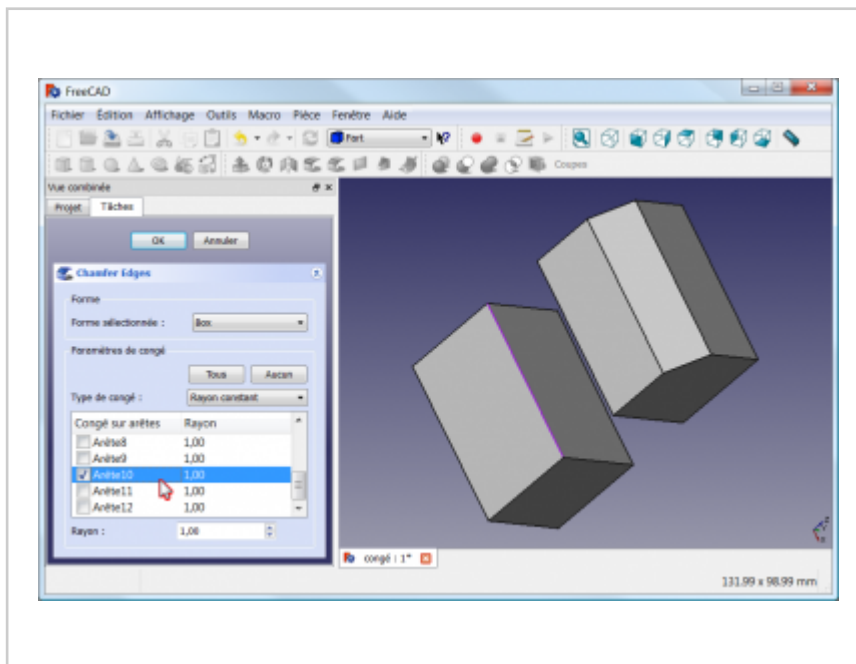 FreeCAD
Fichier Édition Affichage Outils Macro Pièce Fenêtre Aide
Part
Coupes
Vue combinée
Projet Tâches
OK Annuler
Chamfer Edges
Forme
Forme sélectionnée : Box
Paramètres de congé
Tous Aucun
Type de congé : Rayon constant
Congé sur arêtes Rayon
Arête8 1,00
Arête9 1,00
Arête10 1,00
Arête11 1,00
Arête12 1,00
Rayon : 1,00
congé : 1*
131.99 x 98.99 mm